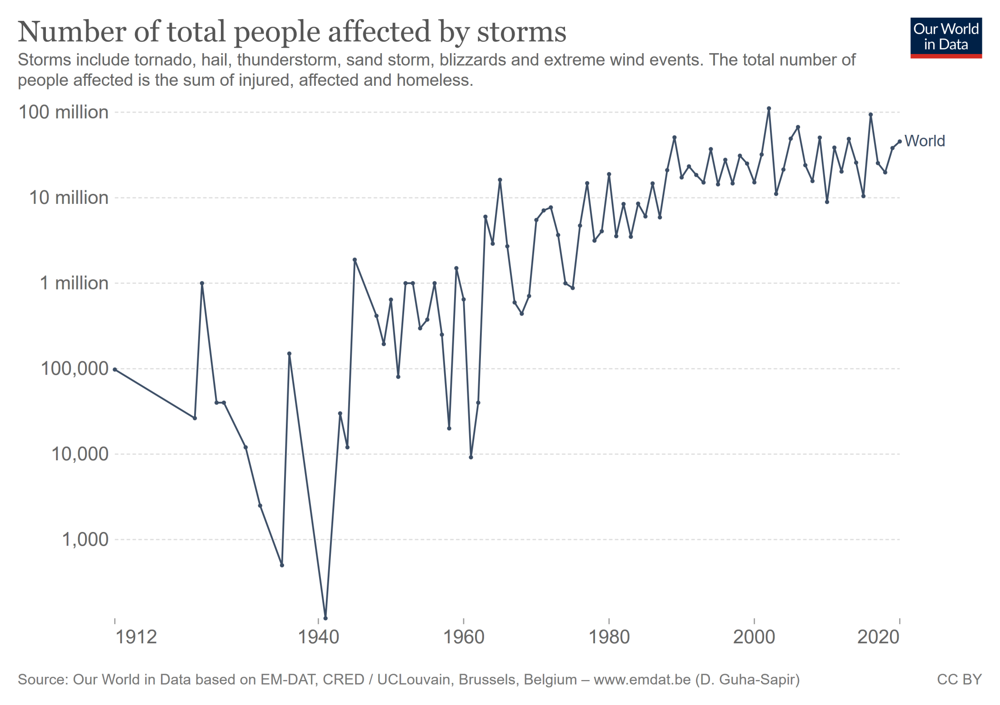 Number of total people affected by storms
Our World
in Data
Storms include tornado, hail, thunderstorm, sand storm, blizzards and extreme wind events. The total number of
people affected is the sum of injured, affected and homeless.
100 million
World
10 million
1 million
100,000
10,000
1,000
1912
1940
1960
1980
2000
2020
Source: Our World in Data based on EM-DAT, CRED / UCLouvain, Brussels, Belgium – www.emdat.be (D. Guha-Sapir)
CC BY